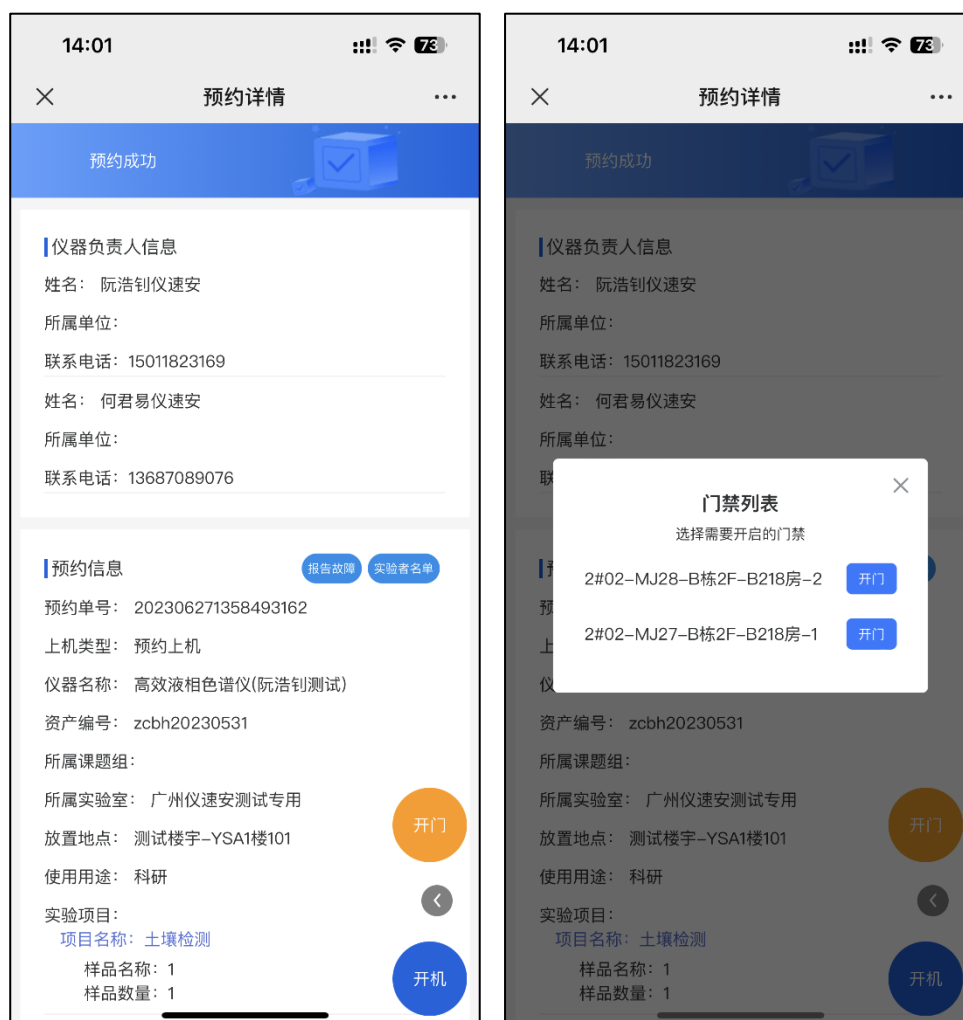 14:01
73
预约详情
预约成功
仪器负责人信息
姓名： 阮浩钊仪速安
所属单位：
联系电话：15011823169
姓名： 何君易仪速安
所属单位：
联系电话：13687089076
预约信息
报告故障
实验者名单
预约单号： 202306271358493162
上机类型： 预约上机
仪器名称： 高效液相色谱仪(阮浩钊测试)
资产编号： zcbh20230531
所属课题组：
所属实验室： 广州仪速安测试专用
放置地点： 测试楼宇-YSA1楼101
使用用途： 科研
实验项目：
项目名称：土壤检测
样品名称：1
样品数量：1
开门
开机
14:01
73
预约详情
预约成功
仪器负责人信息
姓名： 阮浩钊仪速安
所属单位：
联系电话：15011823169
姓名： 何君易仪速安
所属单位：
联
门禁列表
选择需要开启的门禁
2#02-MJ28-B栋2F-B218房-2
开门
2#02-MJ27-B栋2F-B218房-1
开门
预
上
仪
资产编号： zcbh20230531
所属课题组：
所属实验室： 广州仪速安测试专用
放置地点： 测试楼宇-YSA1楼101
使用用途： 科研
实验项目：
项目名称：土壤检测
样品名称：1
样品数量：1
开门
开机